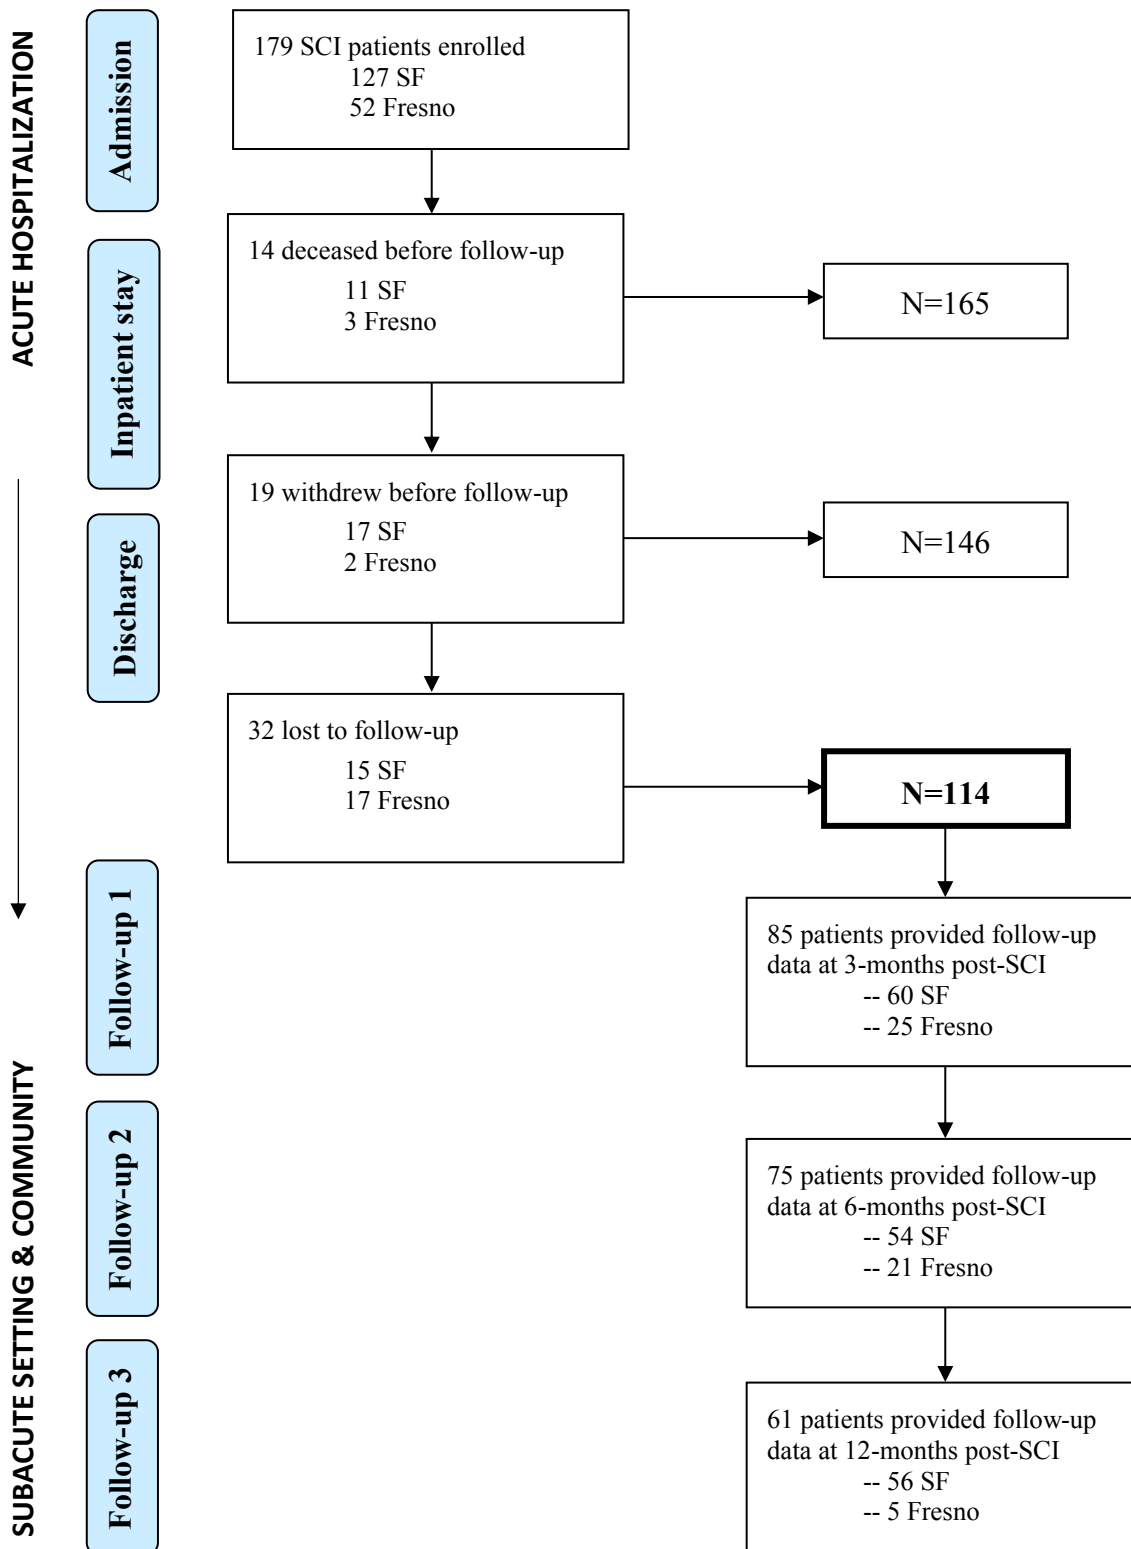 ACUTE HOSPITALIZATION
Admission
179 SCI patients enrolled
127 SF
52 Fresno
Inpatient stay
14 deceased before follow-up
11 SF
3 Fresno
N=165
19 withdrew before follow-up
17 SF
2 Fresno
N=146
Discharge
32 lost to follow-up
15 SF
17 Fresno
N=114
SUBACUTE SETTING & COMMUNITY
Follow-up 1
85 patients provided follow-up
data at 3-months post-SCI
-- 60 SF
-- 25 Fresno
Follow-up 2
75 patients provided follow-up
data at 6-months post-SCI
-- 54 SF
-- 21 Fresno
Follow-up 3
61 patients provided follow-up
data at 12-months post-SCI
-- 56 SF
-- 5 Fresno